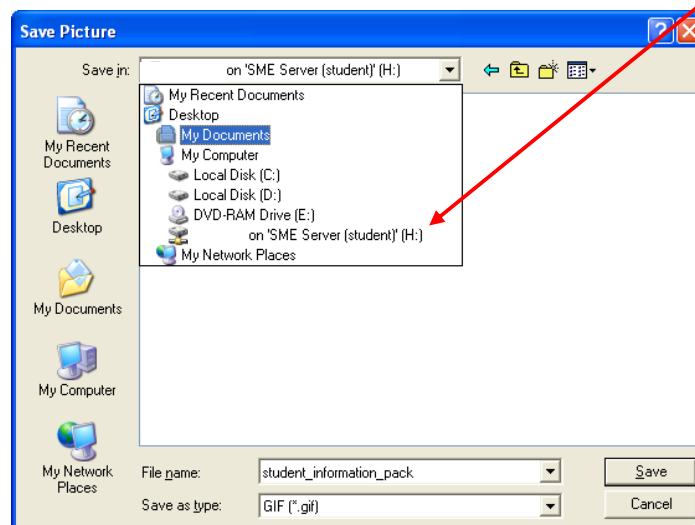 Save Picture
Save in:
on 'SME Server (student)' (H:)
My Recent Documents
Desktop
My Documents
My Computer
Local Disk (C:)
Local Disk (D:)
DVD-RAM Drive (E:)
on 'SME Server (student)' (H:)
My Network Places
My Recent
Documents
Desktop
My Documents
My Computer
My Network
Places
File name:
student_information_pack
Save
Save as type:
GIF (*.gif)
Cancel